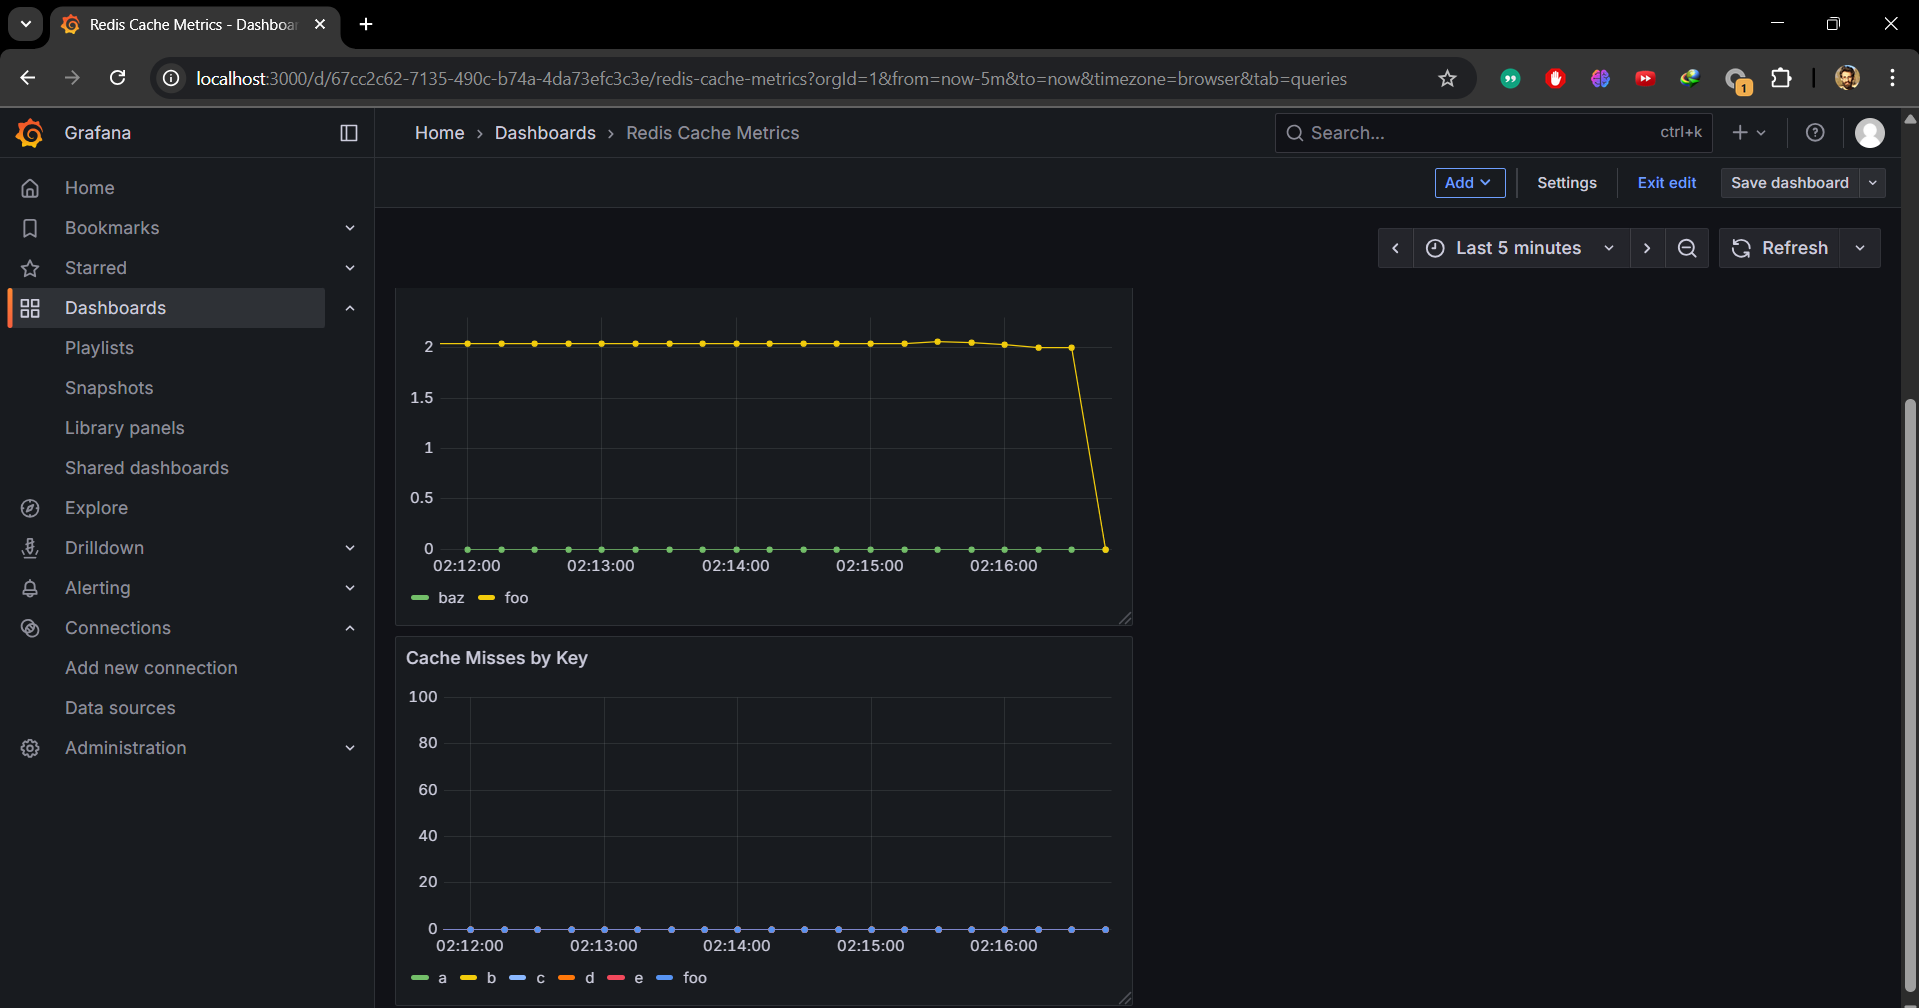 Redis Cache Metrics - Dashboar
localhost:3000/d/67cc2c62-7135-490c-b74a-4da73efc3c3e/redis-cache-metrics?orgId=1&from=now-5m&to=now&timezone=browser&tab=queries
1
Grafana
Home › Dashboards › Redis Cache Metrics
Search...
ctrl+k
Add
Settings
Exit edit
Save dashboard
Last 5 minutes
Refresh
Home
Bookmarks
Starred
Dashboards
Playlists
Snapshots
Library panels
Shared dashboards
Explore
Drilldown
Alerting
Connections
Add new connection
Data sources
Administration
2
1.5
1
0.5
0
02:12:00 02:13:00 02:14:00 02:15:00 02:16:00
baz foo
Cache Misses by Key
100
80
60
40
20
0
02:12:00 02:13:00 02:14:00 02:15:00 02:16:00
a b c d e foo